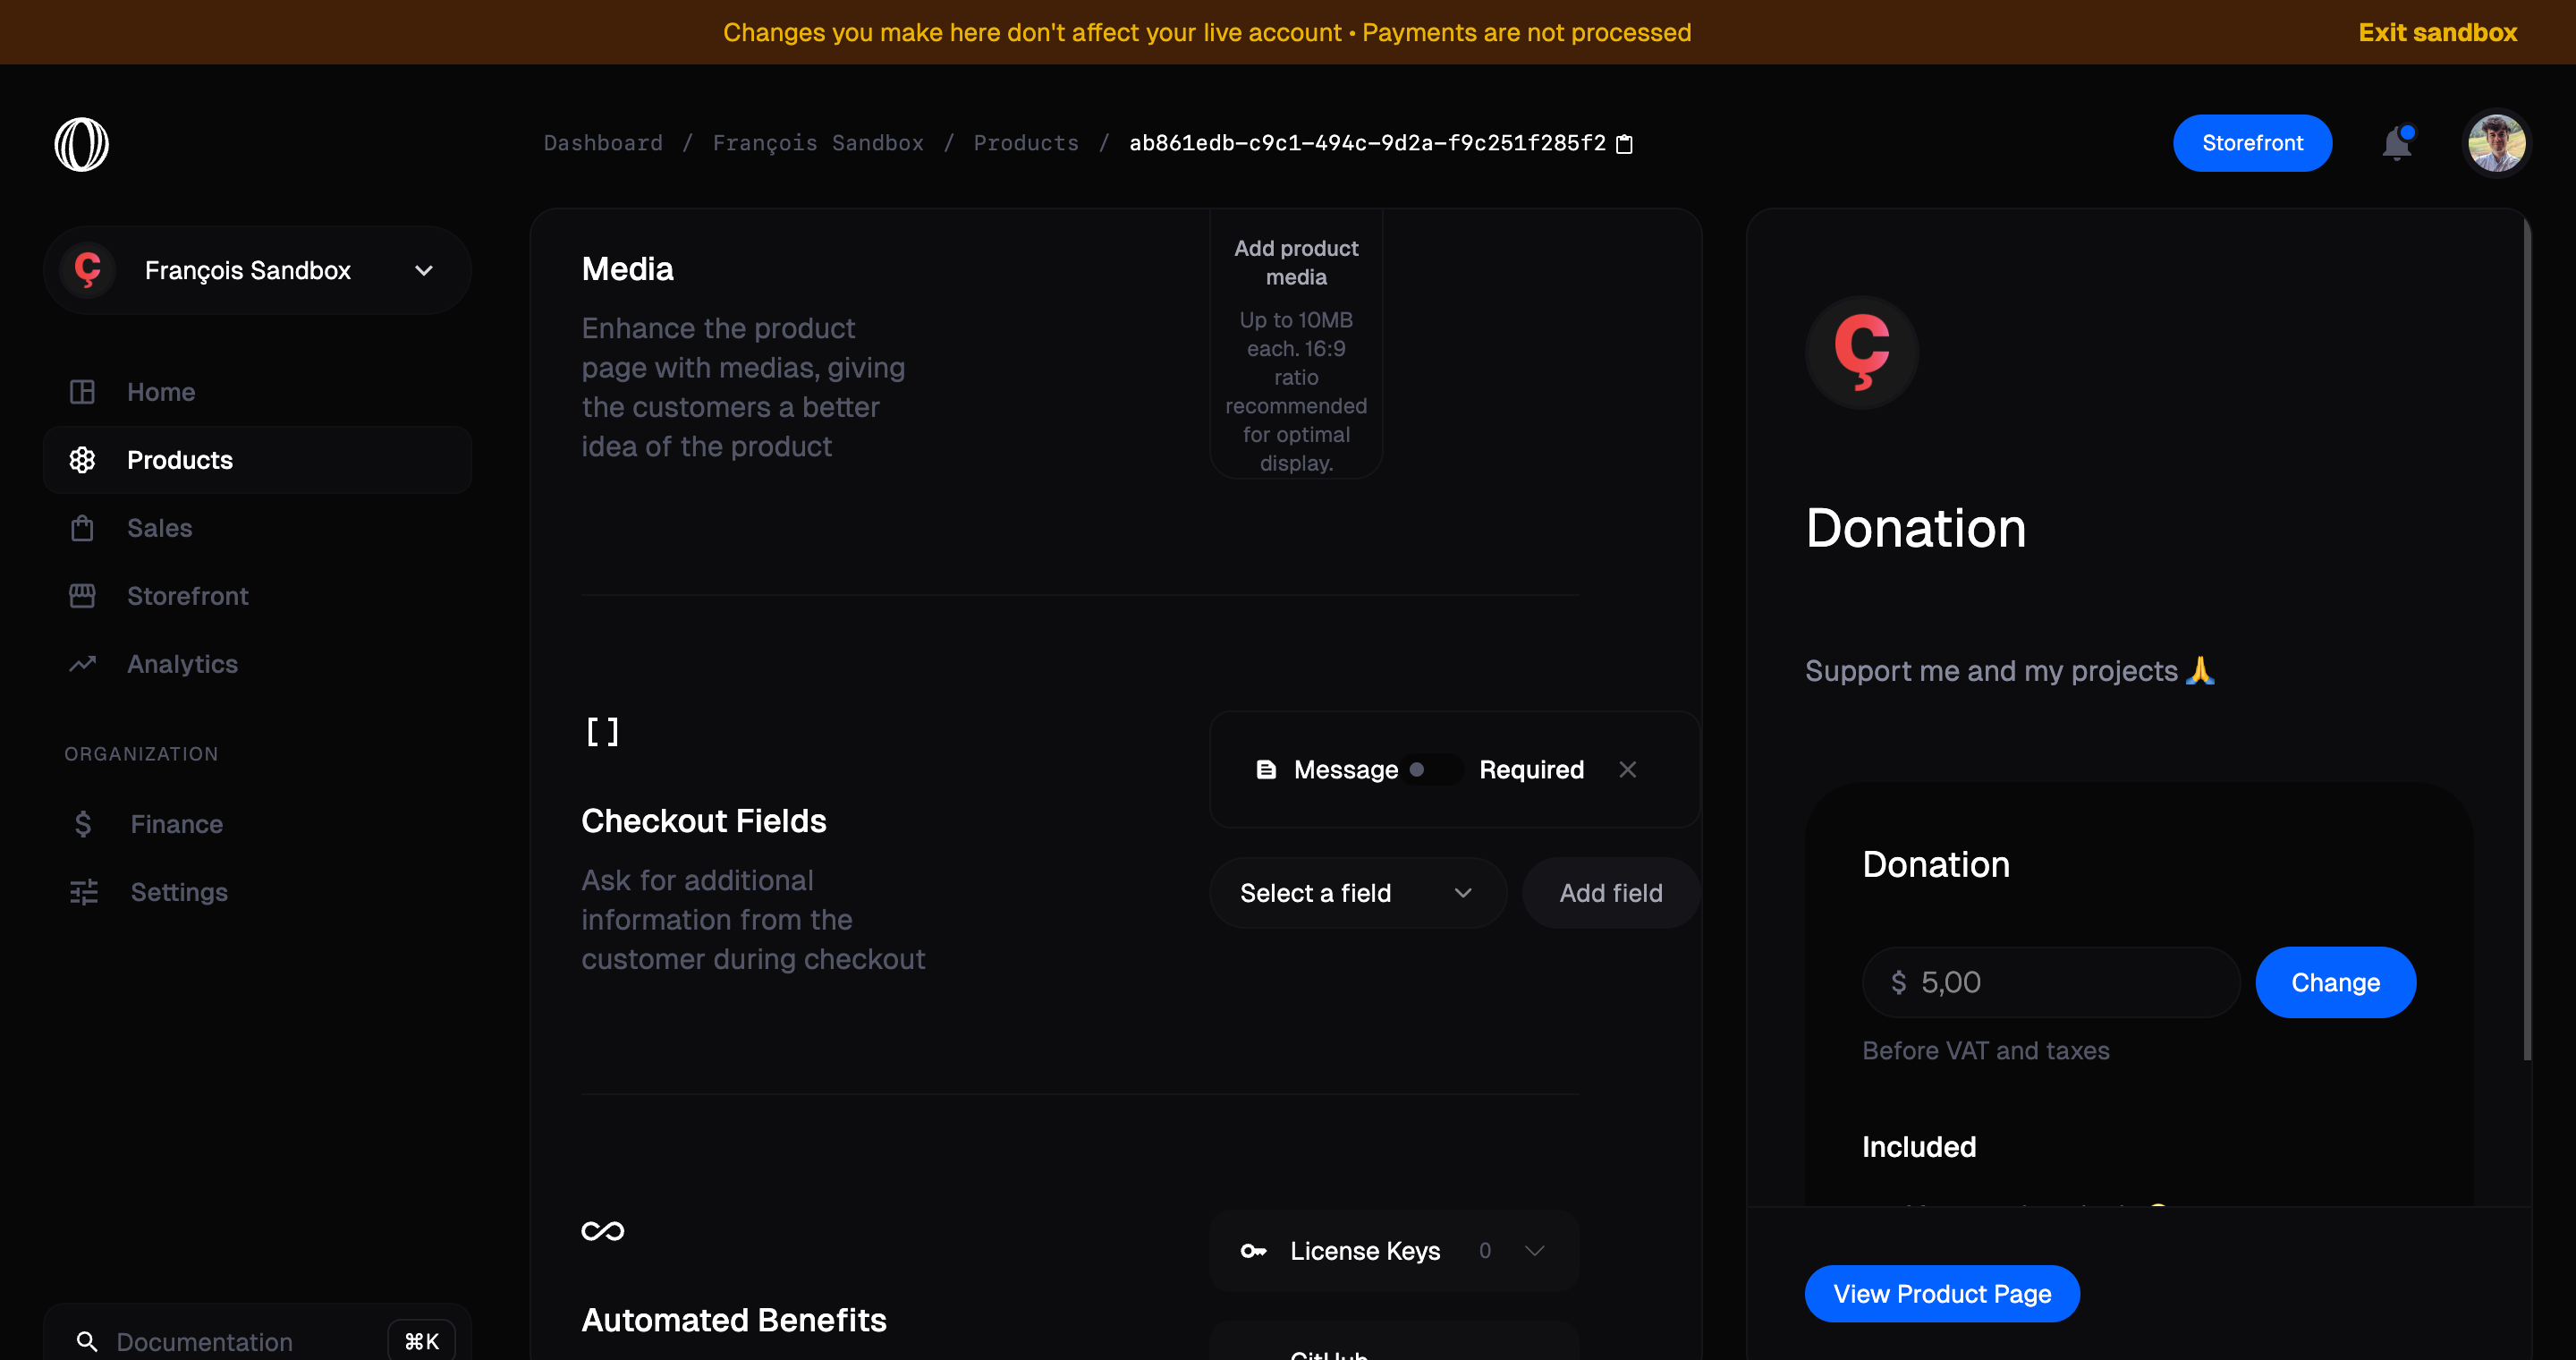 Changes you make here don't affect your live account • Payments are not processed
Exit sandbox
Dashboard / François Sandbox / Products / ab861edb-c9c1-494c-9d2a-f9c251f285f2
Storefront
Ç
François Sandbox
Home
Products
Sales
Storefront
Analytics
ORGANIZATION
Finance
Settings
Documentation
⌘K
Media
Enhance the product
page with medias, giving
the customers a better
idea of the product
Add product
media
Up to 10MB
each. 16:9
ratio
recommended
for optimal
display.
[ ]
Checkout Fields
Ask for additional
information from the
customer during checkout
Message
Required
Select a field
Add field
Automated Benefits
License Keys 0
GitHub
Ç
Donation
Support me and my projects 🙏
Donation
$ 5,00
Change
Before VAT and taxes
Included
View Product Page